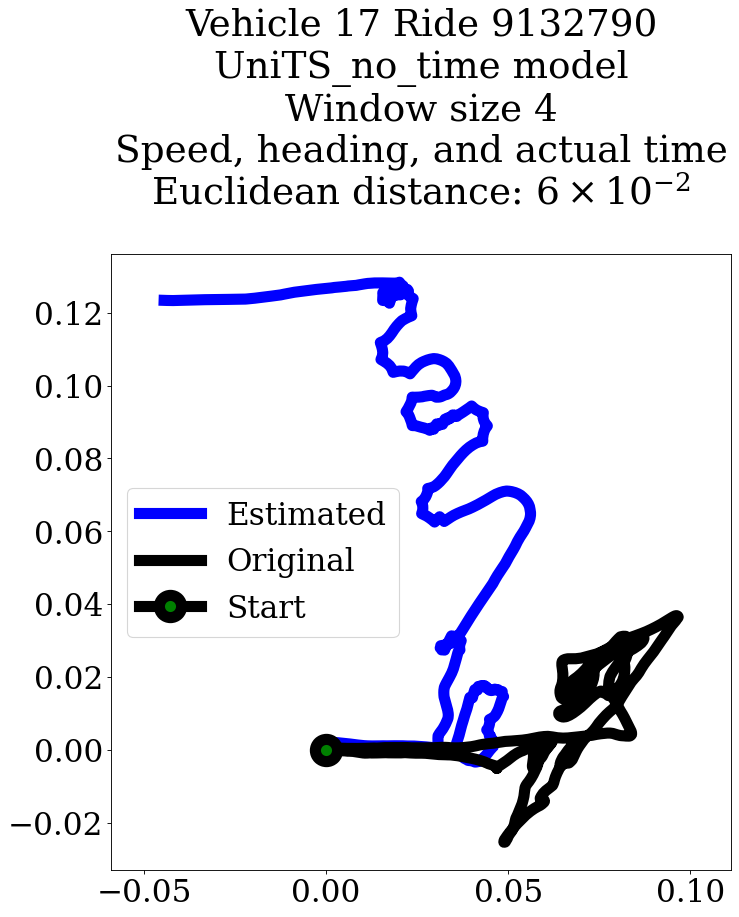 Vehicle 17 Ride 9132790
UniTS_no_time model
Window size 4
Speed, heading, and actual time
Euclidean distance: 6 × 10⁻²
0.12
0.10
0.08
0.06
0.04
0.02
0.00
−0.02
Estimated
Original
Start
−0.05
0.00
0.05
0.10